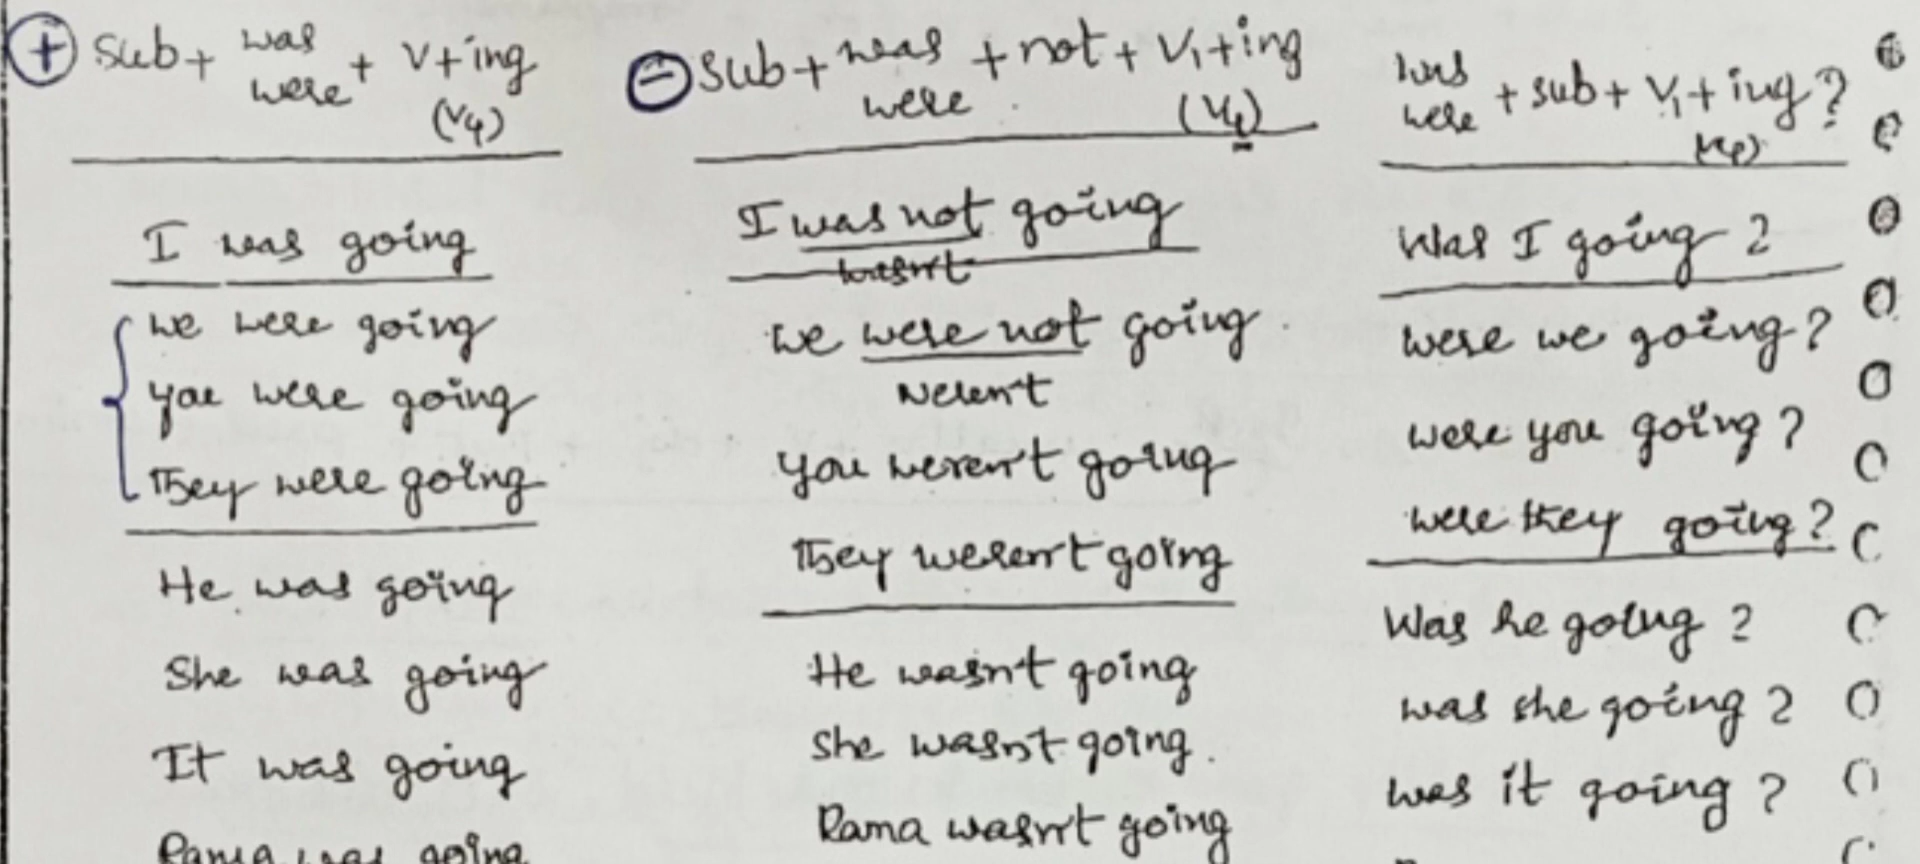 + Sub + was were + V+ing (V4)
I was going
we were going
you were going
They were going
He was going
She was going
It was going
Rama was going
- Sub + was were + not + V1+ing (V4)
I was not going
wasn't
we were not going.
weren't
you weren't going
They weren't going
He wasn't going
She wasn't going.
Rama wasn't going
was were + sub + V1+ing? (V4)
Was I going?
were we going?
were you going?
were they going?
Was he going?
was she going?
was it going?